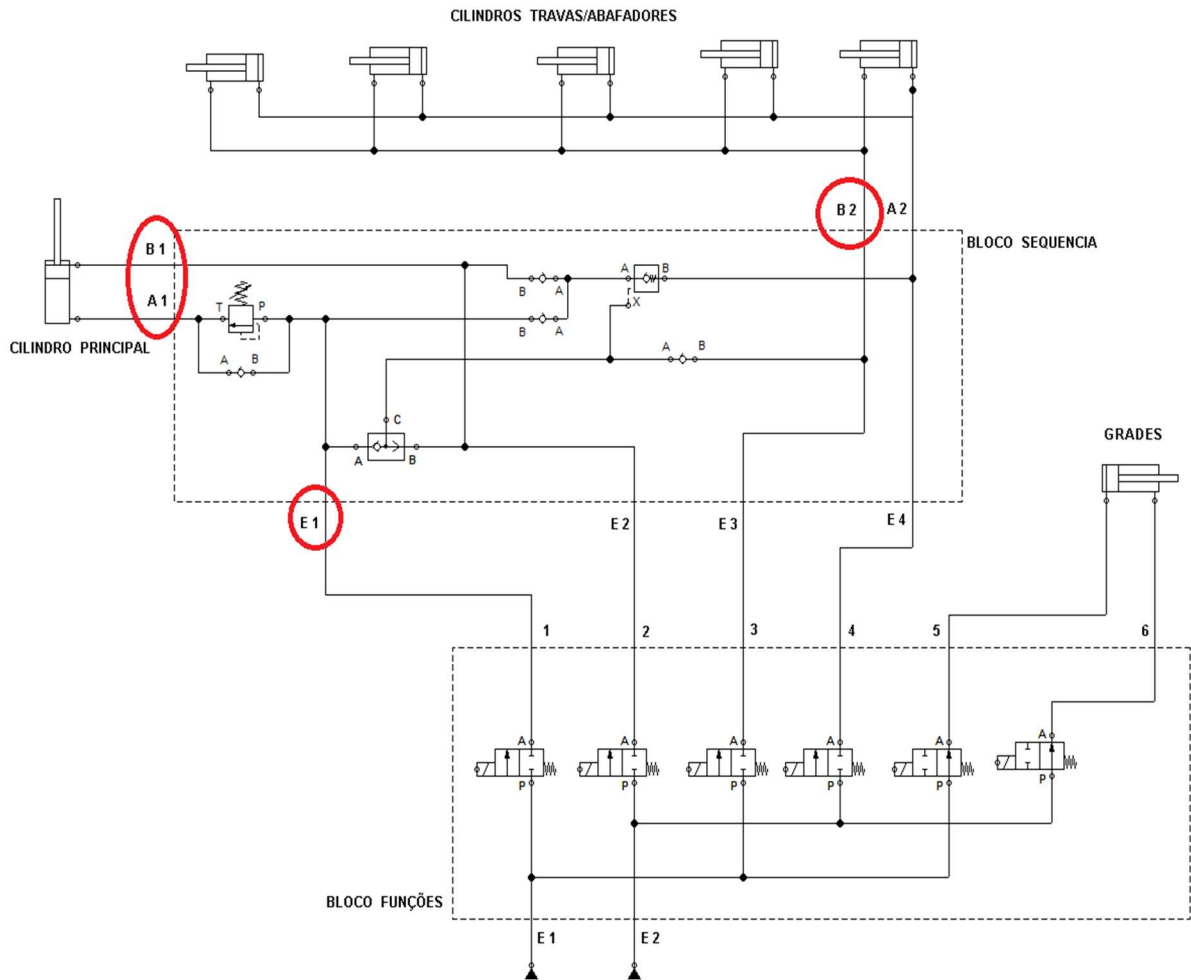 CILINDROS TRAVAS/ABAFADORES
B 2 A 2
BLOCO SEQUENCIA
B 1
A B
B A
A 1
T P
X
B A
CILINDRO PRINCIPAL
A B
A B
C
A B
GRADES
E 1
E 2 E 3 E 4
1 2 3 4 5 6
A A A A A A
P P P P P P
BLOCO FUNÇÕES
E 1 E 2